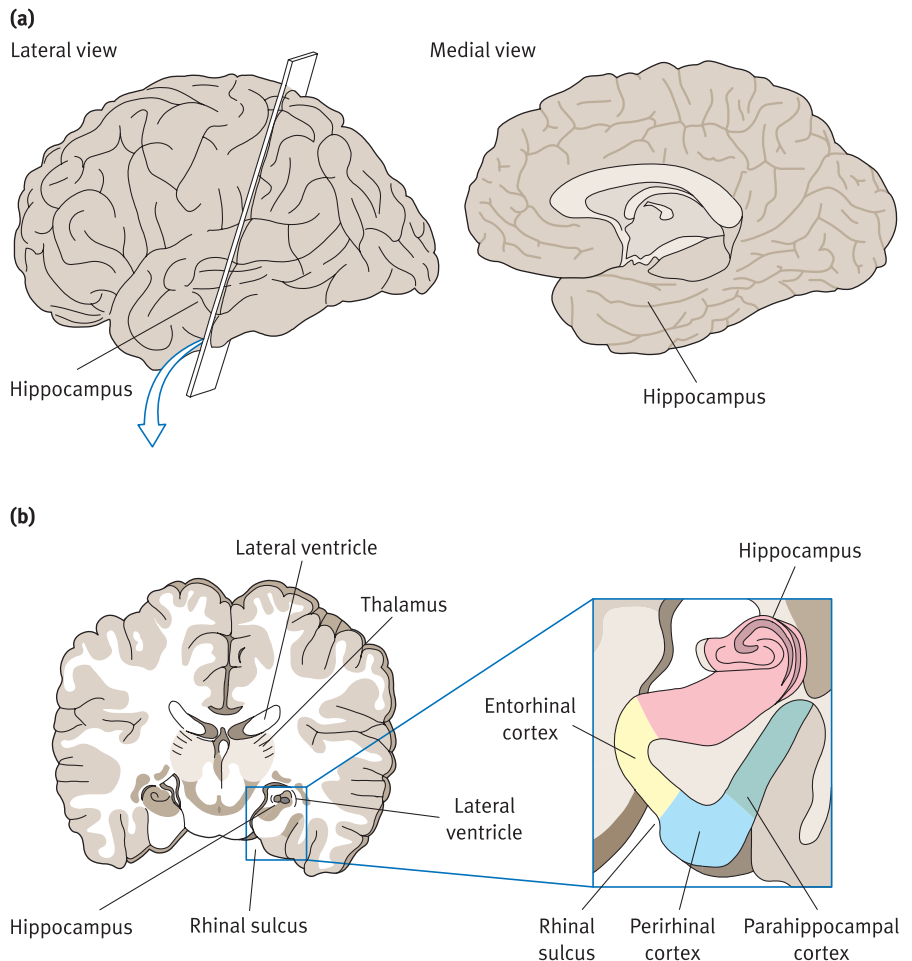 (a)
Lateral view
Medial view
Hippocampus
Hippocampus
(b)
Lateral ventricle
Thalamus
Hippocampus
Entorhinal
cortex
Lateral
ventricle
Hippocampus
Rhinal sulcus
Rhinal
sulcus
Perirhinal
cortex
Parahippocampal
cortex